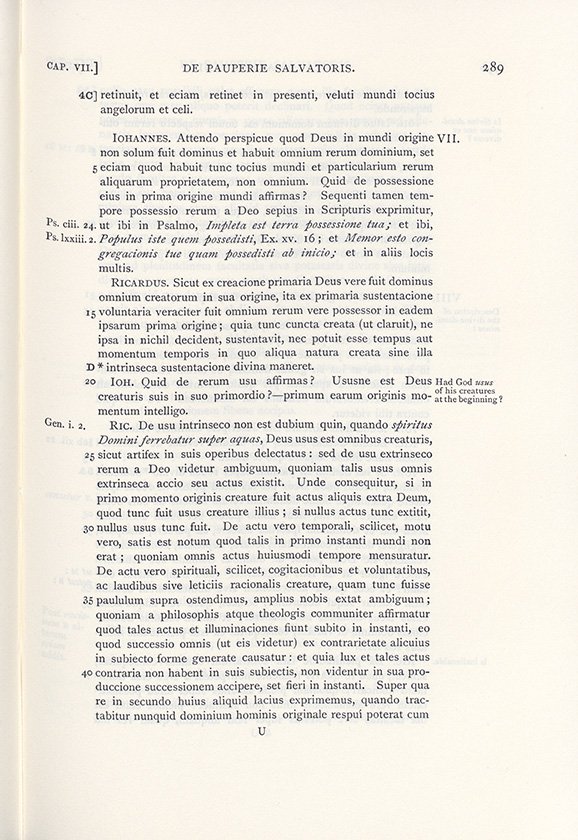 CAP. VII.] DE PAUPERIE SALVATORIS. 289
4C] retinuit, et eciam retinet in presenti, veluti mundi tocius
angelorum et celi.
IOHANNES. Attendo perspicue quod Deus in mundi origine VII.
non solum fuit dominus et habuit omnium rerum dominium, set
5 eciam quod habuit tunc tocius mundi et particularium rerum
aliquarum proprietatem, non omnium. Quid de possessione
eius in prima origine mundi affirmas? Sequenti tamen tem-
pore possessio rerum a Deo sepius in Scripturis exprimitur,
Ps. ciii. 24. ut ibi in Psalmo, Impleta est terra possessione tua; et ibi,
Ps. lxxiii. 2. Populus iste quem possedisti, Ex. xv. 16; et Memor esto con-
gregacionis tue quam possedisti ab inicio; et in aliis locis
multis.
RICARDUS. Sicut ex creacione primaria Deus vere fuit dominus
omnium creatorum in sua origine, ita ex primaria sustentacione
15 voluntaria veraciter fuit omnium rerum vere possessor in eadem
ipsarum prima origine; quia tunc cuncta creata (ut claruit), ne
ipsa in nichil decident, sustentavit, nec potuit esse tempus aut
momentum temporis in quo aliqua natura creata sine illa
D * intrinseca sustentacione divina maneret.
20 IOH. Quid de rerum usu affirmas? Ususne est Deus Had God usus
creaturis suis in suo primordio?—primum earum originis mo- of his creatures
mentum intelligo. at the beginning?
Gen. i. 2. RIC. De usu intrinseco non est dubium quin, quando spiritus
Domini ferrebatur super aquas, Deus usus est omnibus creaturis,
25 sicut artifex in suis operibus delectatus: sed de usu extrinseco
rerum a Deo videtur ambiguum, quoniam talis usus omnis
extrinseca accio seu actus existit. Unde consequitur, si in
primo momento originis creature fuit actus aliquis extra Deum,
quod tunc fuit usus creature illius; si nullus actus tunc extitit,
30 nullus usus tunc fuit. De actu vero temporali, scilicet, motu
vero, satis est notum quod talis in primo instanti mundi non
erat; quoniam omnis actus huiusmodi tempore mensuratur.
De actu vero spirituali, scilicet, cogitacionibus et voluntatibus,
ac laudibus sive leticiis racionalis creature, quam tunc fuisse
35 paululum supra ostendimus, amplius nobis extat ambiguum;
quoniam a philosophis atque theologis communiter affirmatur
quod tales actus et illuminaciones fiunt subito in instanti, eo
quod successio omnis (ut eis videtur) ex contrarietate alicuius
in subiecto forme generate causatur: et quia lux et tales actus
40 contraria non habent in suis subiectis, non videntur in sua pro-
duccione successionem accipere, set fieri in instanti. Super qua
re in secundo huius aliquid lacius exprimemus, quando trac-
tabitur nunquid dominium hominis originale respui poterat cum
U